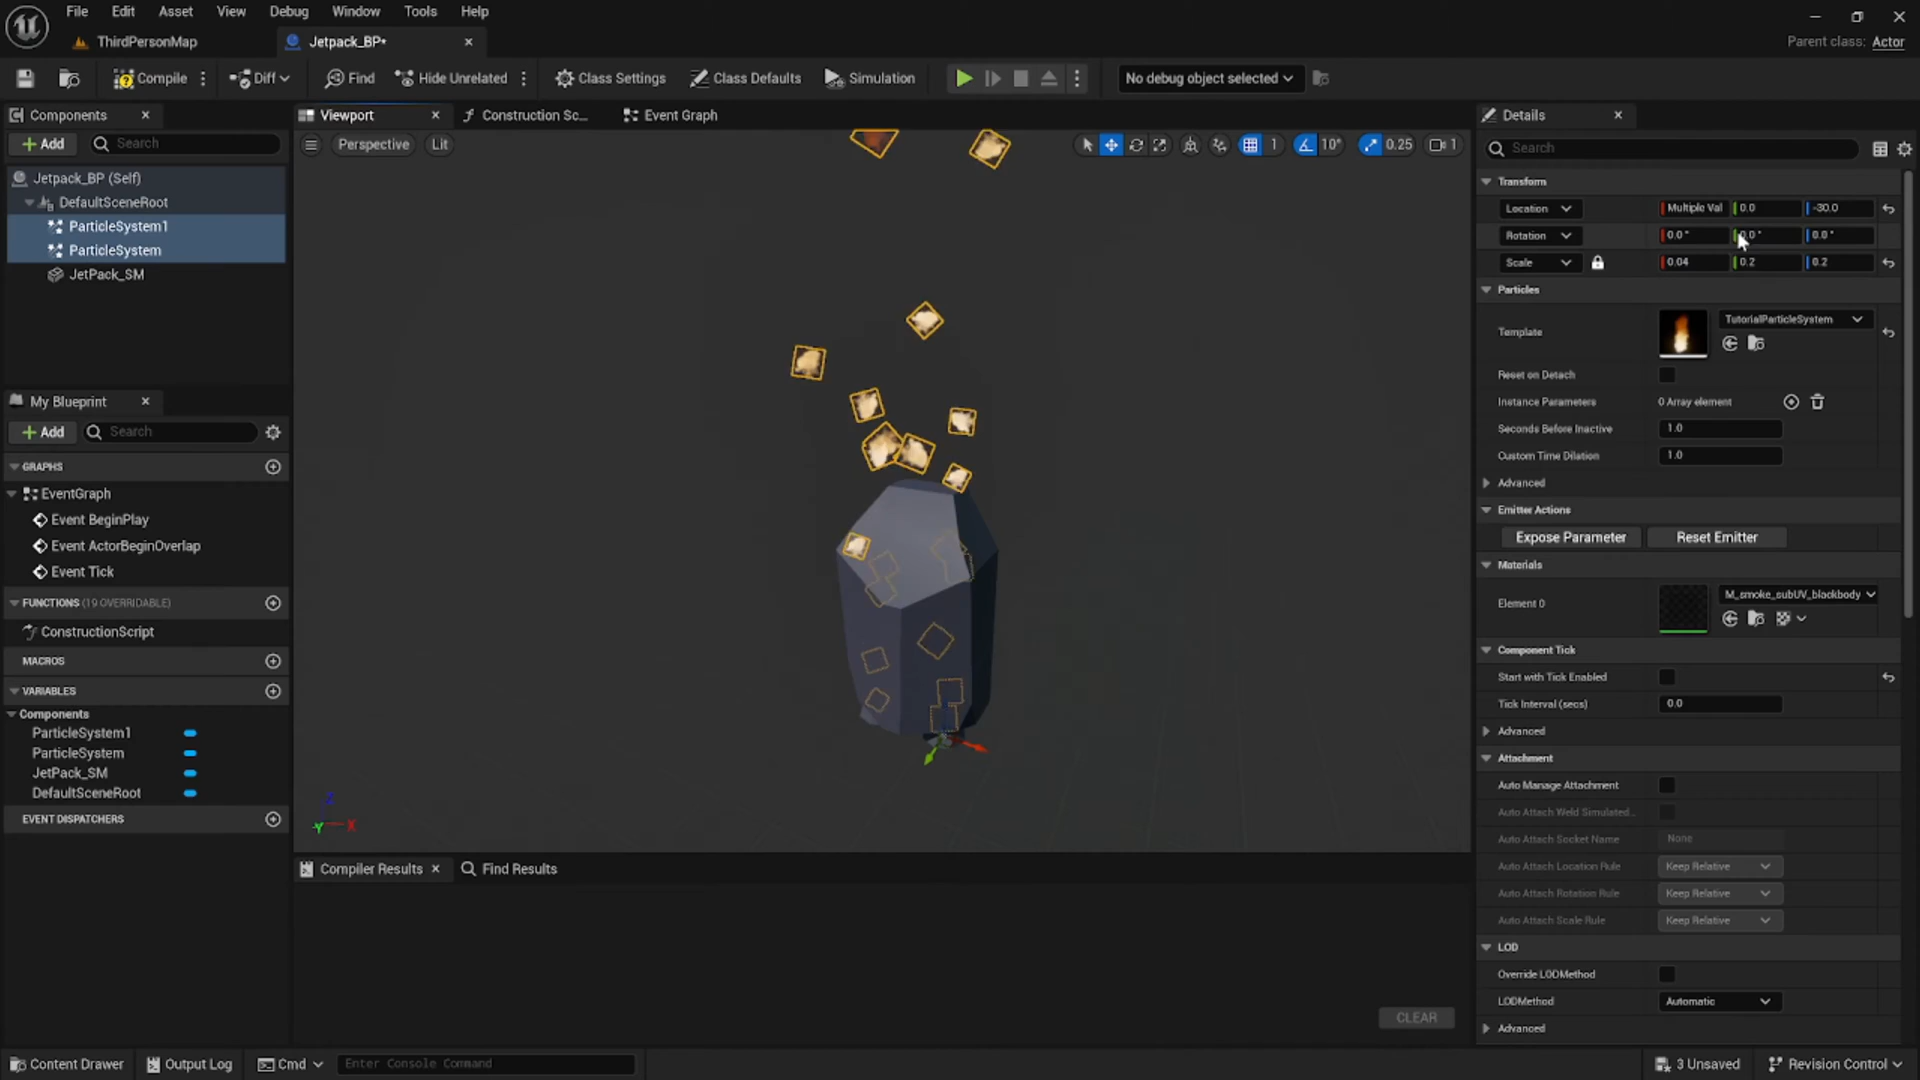 File Edit Asset View Debug Window Tools Help
ThirdPersonMap Jetpack_BP*
Parent class: Actor
Compile Diff Find Hide Unrelated Class Settings Class Defaults Simulation No debug object selected
Components
Add Search
Jetpack_BP (Self)
DefaultSceneRoot
ParticleSystem1
ParticleSystem
JetPack_SM
My Blueprint
Add Search
GRAPHS
EventGraph
Event BeginPlay
Event ActorBeginOverlap
Event Tick
FUNCTIONS (19 OVERRIDABLE)
ConstructionScript
MACROS
VARIABLES
Components
ParticleSystem1
ParticleSystem
JetPack_SM
DefaultSceneRoot
EVENT DISPATCHERS
Viewport Construction Sc... Event Graph
Perspective Lit 1 10° 0.25 1
Z
Y X
Compiler Results Find Results
CLEAR
Details
Search
Transform
Location Multiple Val 0.0 -30.0
Rotation 0.0° 0.0° 0.0°
Scale 0.04 0.2 0.2
Particles
Template TutorialParticleSystem
Reset on Detach
Instance Parameters 0 Array element
Seconds Before Inactive 1.0
Custom Time Dilation 1.0
Advanced
Emitter Actions
Expose Parameter Reset Emitter
Materials
Element 0 M_smoke_subUV_blackbody
Component Tick
Start with Tick Enabled
Tick Interval (secs) 0.0
Advanced
Attachment
Auto Manage Attachment
Auto Attach Weld Simulated...
Auto Attach Socket Name None
Auto Attach Location Rule Keep Relative
Auto Attach Rotation Rule Keep Relative
Auto Attach Scale Rule Keep Relative
LOD
Override LODMethod
LODMethod Automatic
Advanced
Content Drawer Output Log Cmd Enter Console Command 3 Unsaved Revision Control